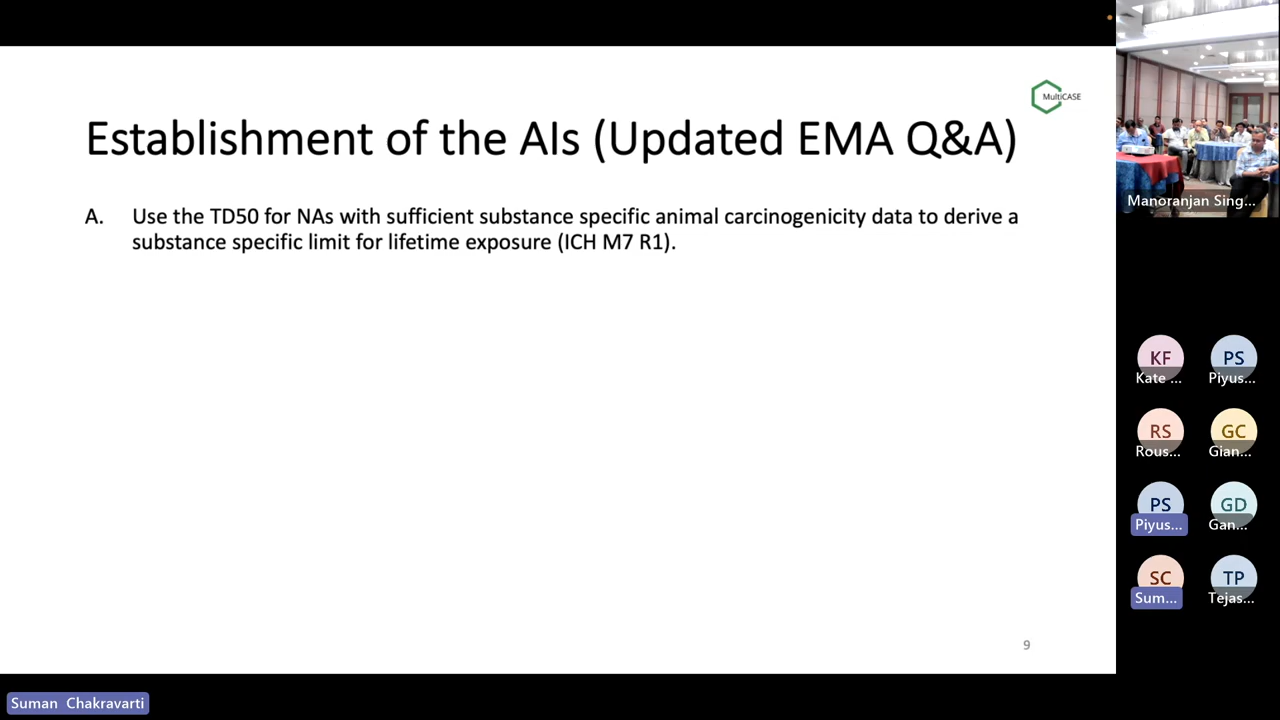 MultiCASE
Establishment of the AIs (Updated EMA Q&A)
A. Use the TD50 for NAs with sufficient substance specific animal carcinogenicity data to derive a
substance specific limit for lifetime exposure (ICH M7 R1).
9
Suman Chakravarti
Manoranjan Sing...
KF
Kate ...
PS
Piyus...
RS
Rous...
GC
Gian...
PS
Piyus...
GD
Gan...
SC
Sum...
TP
Tejas...